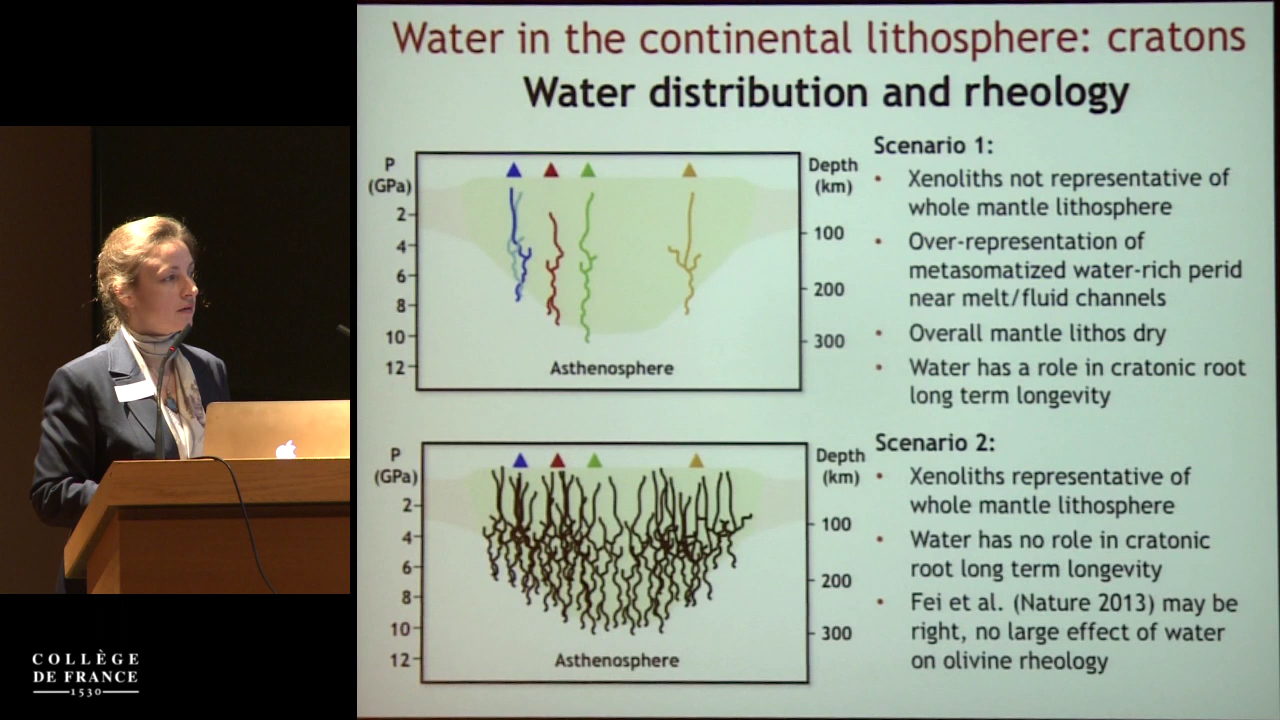 Water in the continental lithosphere: cratons
Water distribution and rheology
P
(GPa)
2
4
6
8
10
12
Depth
(km)
100
200
300
Asthenosphere
Scenario 1:
• Xenoliths not representative of
whole mantle lithosphere
• Over-representation of
metasomatized water-rich perid
near melt/fluid channels
• Overall mantle lithos dry
• Water has a role in cratonic root
long term longevity
P
(GPa)
2
4
6
8
10
12
Depth
(km)
100
200
300
Asthenosphere
Scenario 2:
• Xenoliths representative of
whole mantle lithosphere
• Water has no role in cratonic
root long term longevity
• Fei et al. (Nature 2013) may be
right, no large effect of water
on olivine rheology
COLLÈGE
DE FRANCE
1530